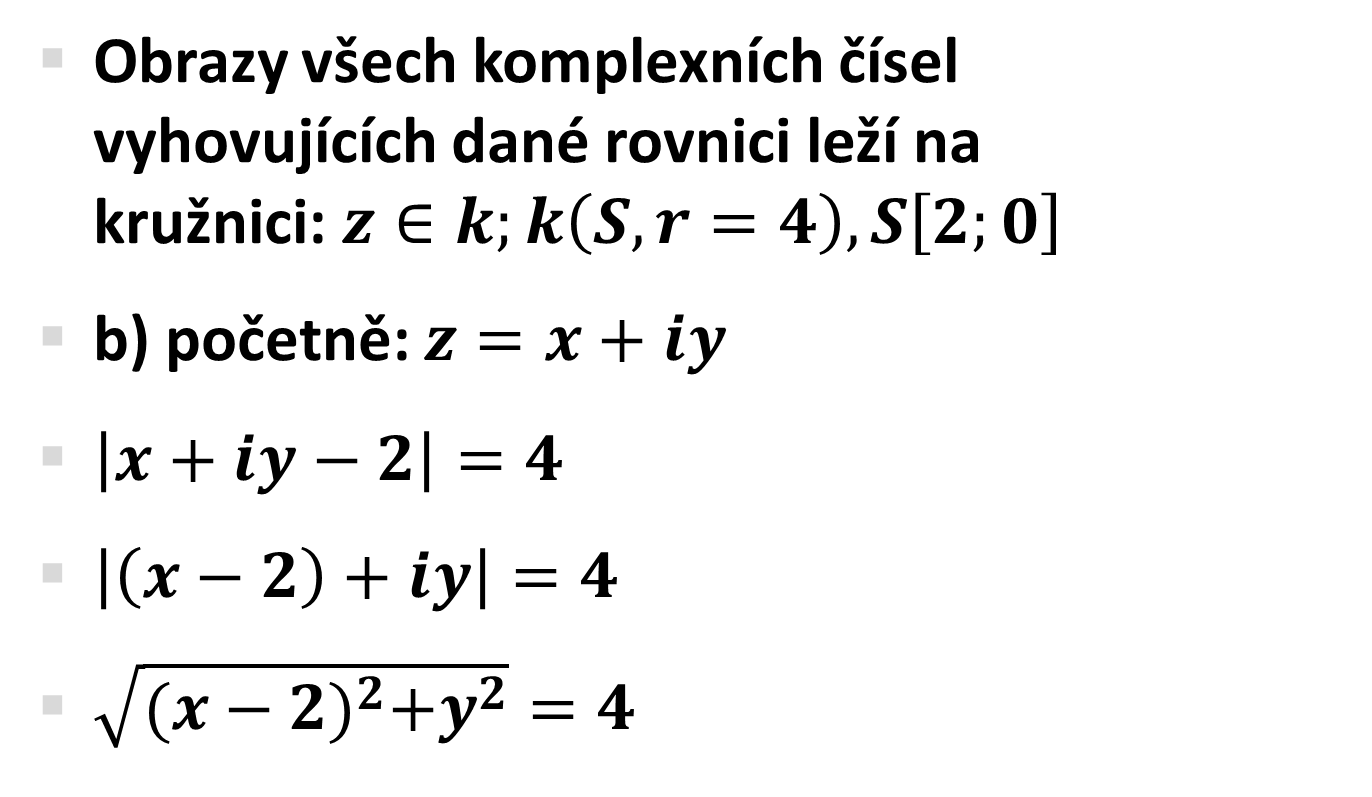 Obrazy všech komplexních čísel
vyhovujících dané rovnici leží na
kružnici: z ∈ k; k(S, r = 4), S[2; 0]
b) početně: z = x + iy
|x + iy − 2| = 4
|(x − 2) + iy| = 4
√(x − 2)²+y² = 4